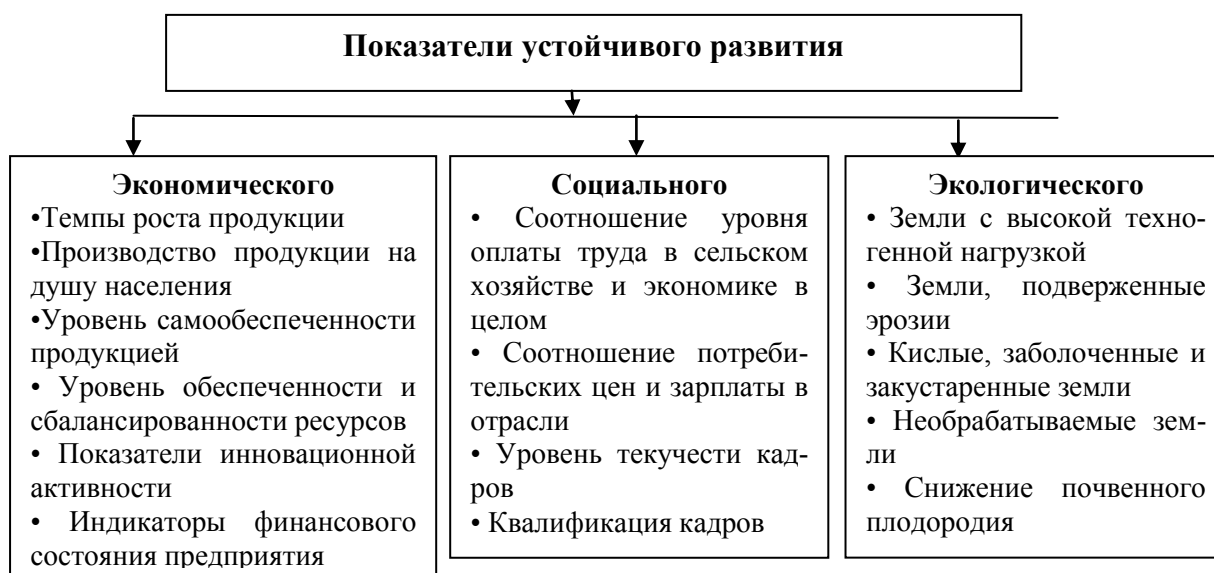 Показатели устойчивого развития
Экономического
•Темпы роста продукции
•Производство продукции на
душу населения
•Уровень самообеспеченности
продукцией
• Уровень обеспеченности и
сбалансированности ресурсов
• Показатели инновационной
активности
• Индикаторы финансового
состояния предприятия
Социального
• Соотношение уровня
оплаты труда в сельском
хозяйстве и экономике в
целом
• Соотношение потреби-
тельских цен и зарплаты в
отрасли
• Уровень текучести кад-
ров
• Квалификация кадров
Экологического
• Земли с высокой техно-
генной нагрузкой
• Земли, подверженные
эрозии
• Кислые, заболоченные и
закустаренные земли
• Необрабатываемые зем-
ли
• Снижение почвенного
плодородия